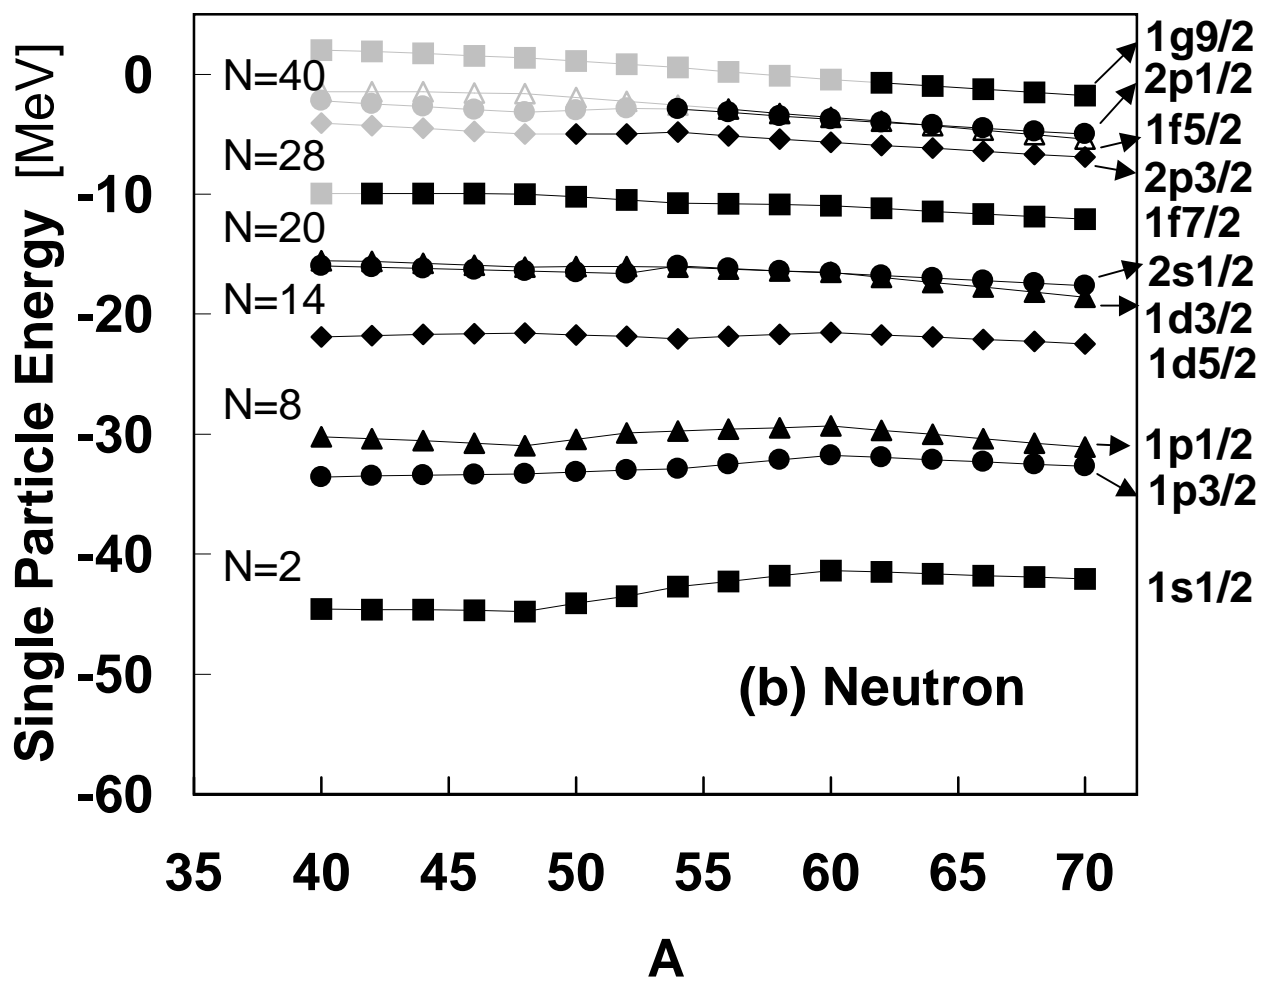 Single Particle Energy [MeV]
0
-10
-20
-30
-40
-50
-60
N=40
N=28
N=20
N=14
N=8
N=2
1g9/2
2p1/2
1f5/2
2p3/2
1f7/2
2s1/2
1d3/2
1d5/2
1p1/2
1p3/2
1s1/2
(b) Neutron
35 40 45 50 55 60 65 70
A